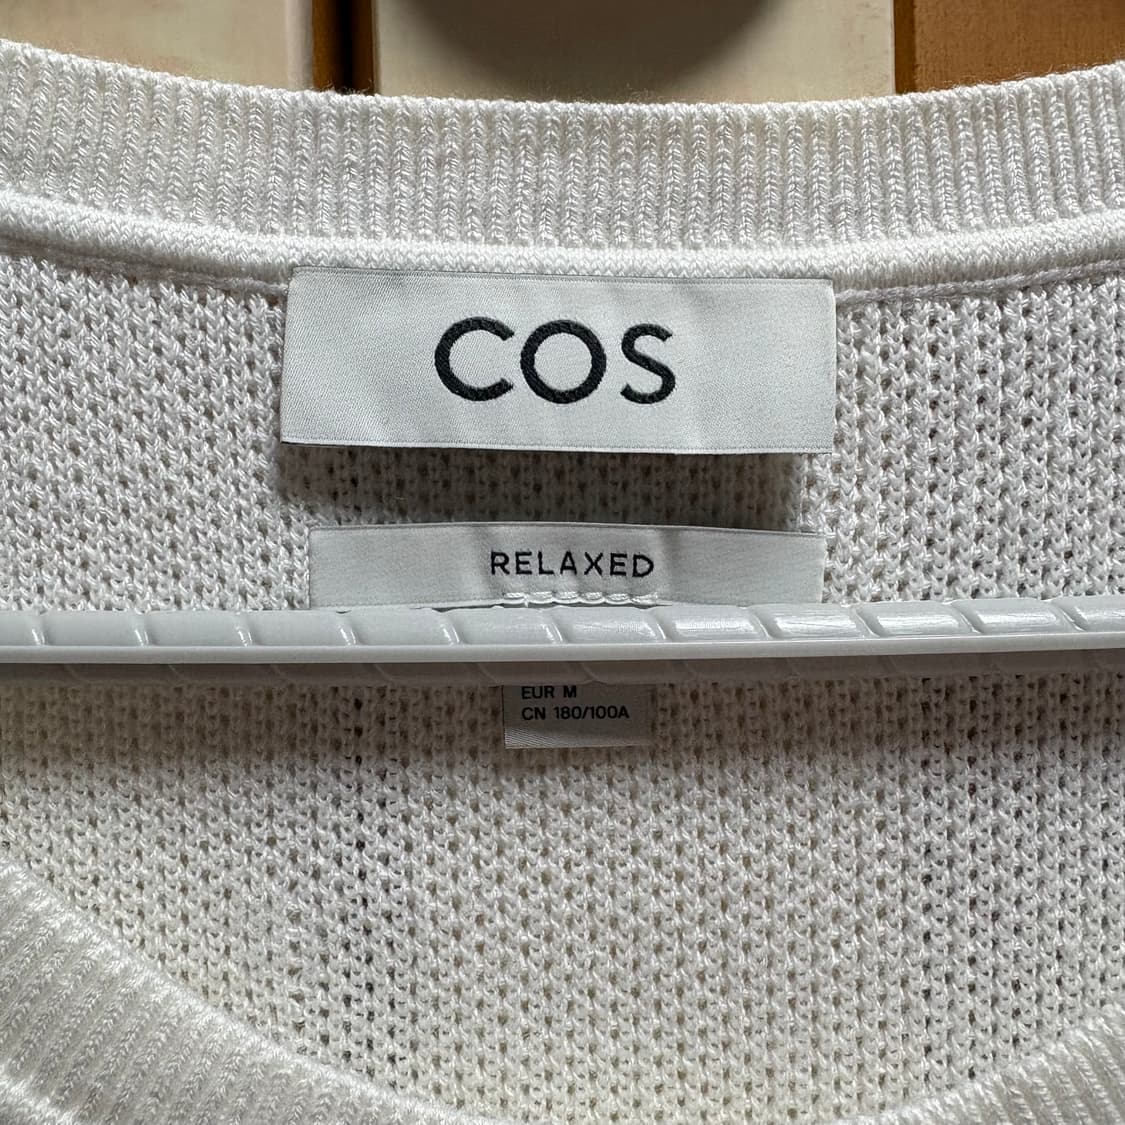 COS
RELAXED
EUR M
CN 180/100A